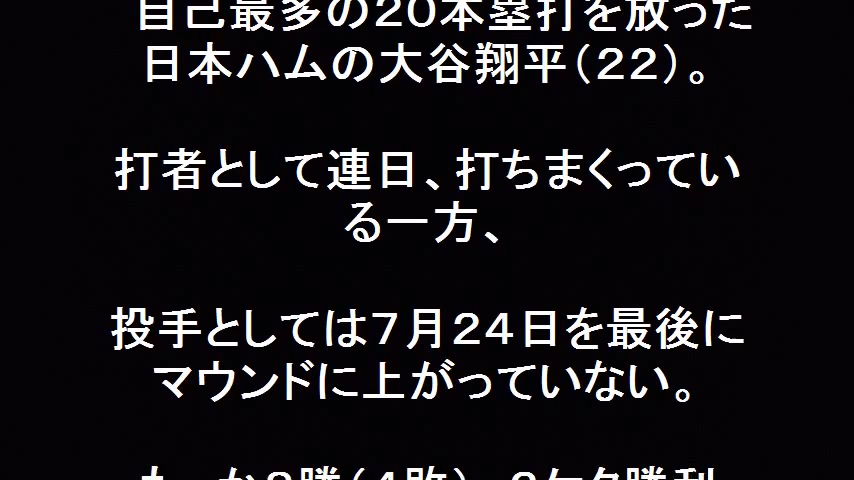 自己最多の20本塁打を放った
日本ハムの大谷翔平(22)。
打者として連日、打ちまくってい
る一方、
投手としては7月24日を最後に
マウンドに上がっていない。